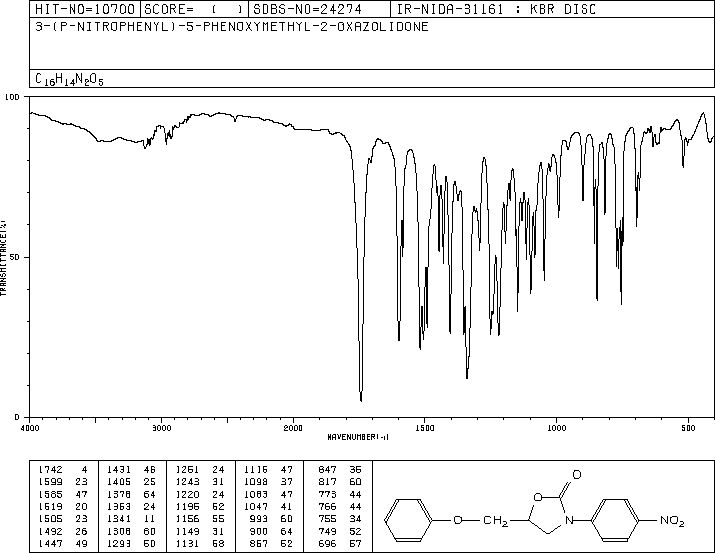 HIT-NO=10700 SCORE= ( ) SDBS-NO=24274 IR-NIDA-31161 : KBR DISC
3-(P-NITROPHENYL)-5-PHENOXYMETHYL-2-OXAZOLIDONE
C16H14N2O5
100
TRANSMITTANCE(%)
50
0
4000 3000 2000 1500 1000 500
WAVENUMBER(-1)
1742 4 1431 46 1251 24 1116 47 847 35
1599 23 1405 25 1243 31 1098 37 817 60
1585 47 1378 64 1220 24 1083 47 773 44
1519 20 1353 24 1196 52 1047 41 766 44
1505 23 1341 11 1156 55 993 60 755 34
1492 26 1308 60 1149 31 900 64 749 52
1447 49 1293 50 1131 58 857 52 696 57
O
O
O CH2 N NO2